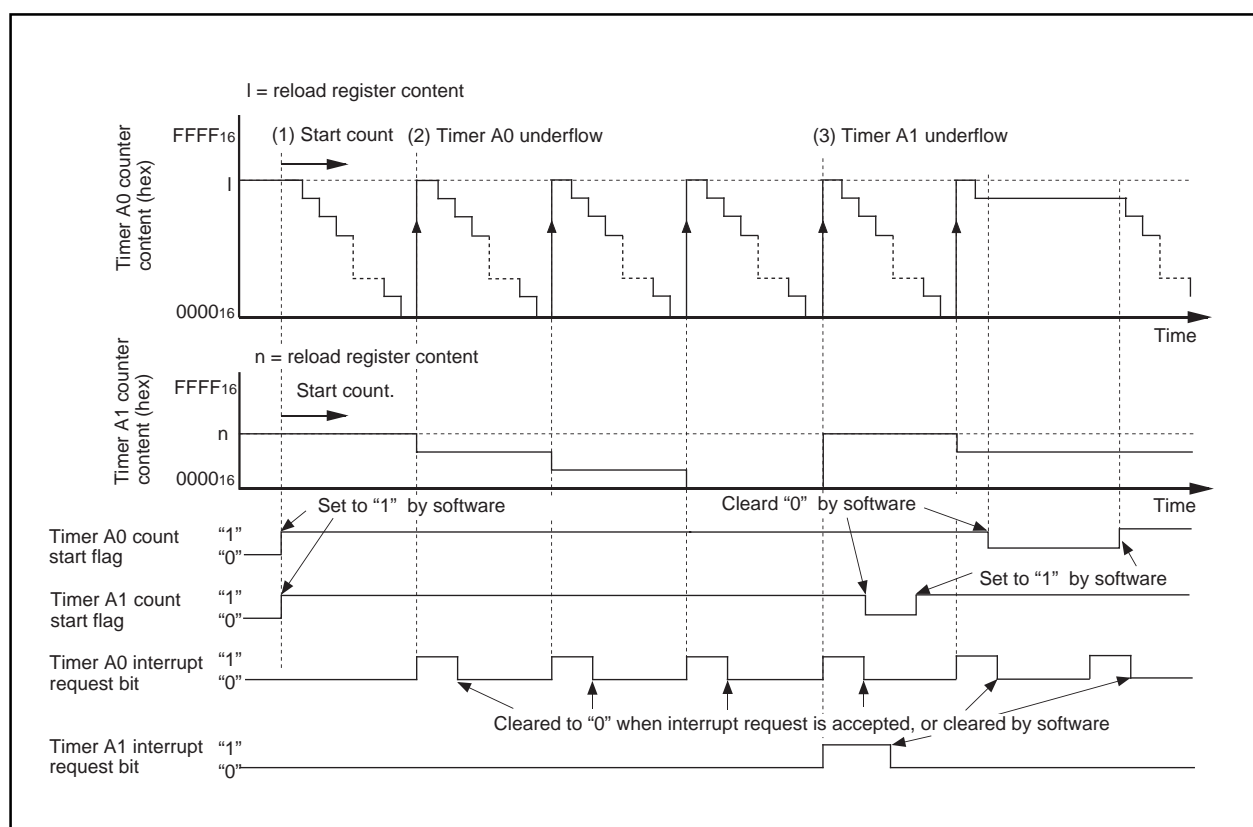 l = reload register content
Timer A0 counter
content (hex)
FFFF16
(1) Start count
(2) Timer A0 underflow
(3) Timer A1 underflow
l
000016
Time
n = reload register content
Timer A1 counter
content (hex)
FFFF16
Start count.
n
000016
Time
Set to “1” by software
Cleard “0” by software
Timer A0 count
start flag
“1”
“0”
Set to “1” by software
Timer A1 count
start flag
“1”
“0”
Timer A0 interrupt
request bit
“1”
“0”
Cleared to “0” when interrupt request is accepted, or cleared by software
Timer A1 interrupt
request bit
“1”
“0”